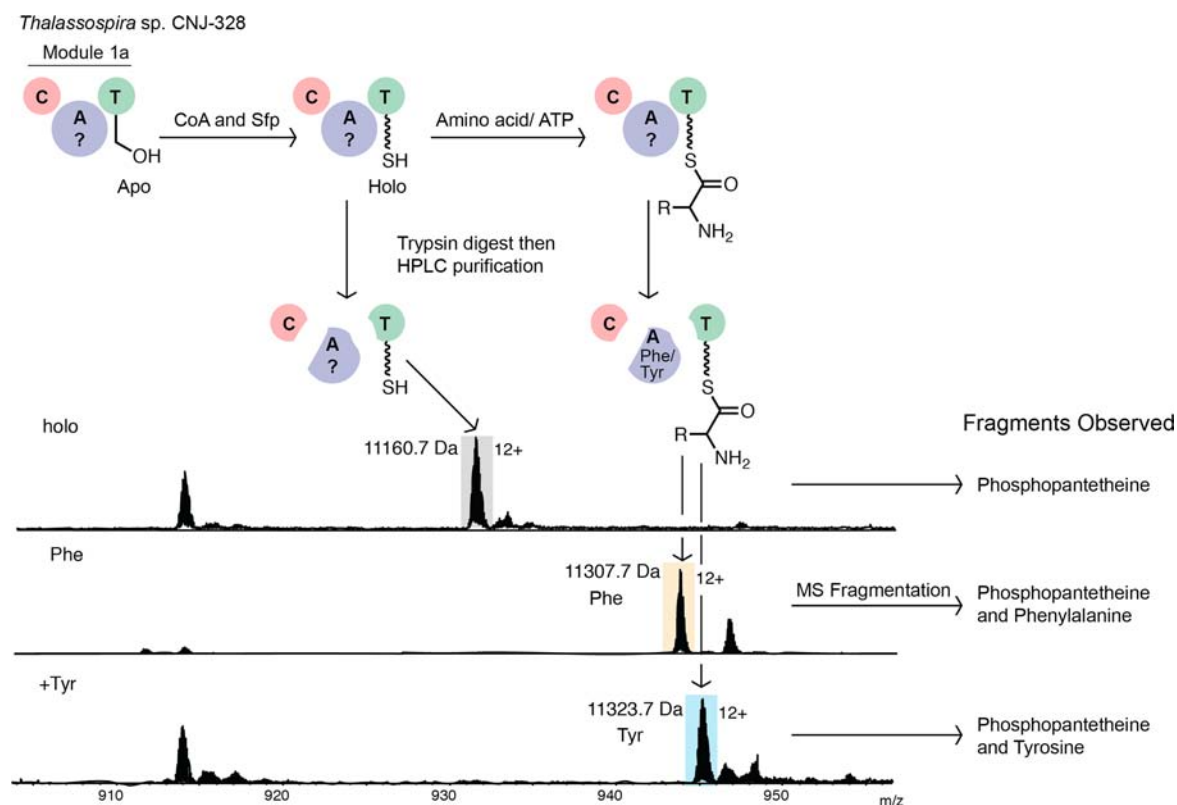 Thalassospira sp. CNJ-328
Module 1a
C
A
?
T
OH
Apo
CoA and Sfp
C
A
?
T
SH
Holo
Amino acid/ ATP
C
A
?
T
S
O
R
NH2
Trypsin digest then
HPLC purification
C
A
?
T
SH
C
A
Phe/
Tyr
T
S
O
R
NH2
Fragments Observed
holo
11160.7 Da
12+
Phosphopantetheine
Phe
11307.7 Da
Phe
12+
MS Fragmentation
Phosphopantetheine
and Phenylalanine
+Tyr
11323.7 Da
Tyr
12+
Phosphopantetheine
and Tyrosine
910 920 930 940 950 m/z